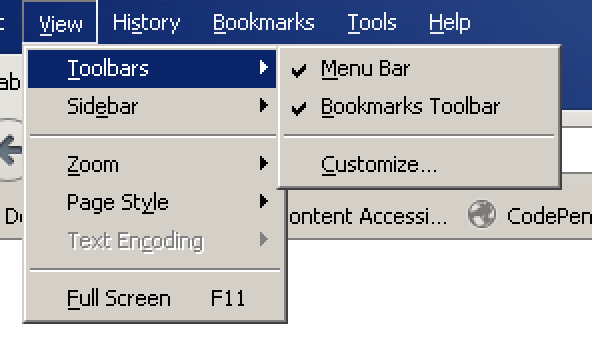 View History Bookmarks Tools Help
Toolbars
Menu Bar
Sidebar
Bookmarks Toolbar
Zoom
Customize...
Page Style
ontent Accessi... CodePen
Text Encoding
Full Screen F11